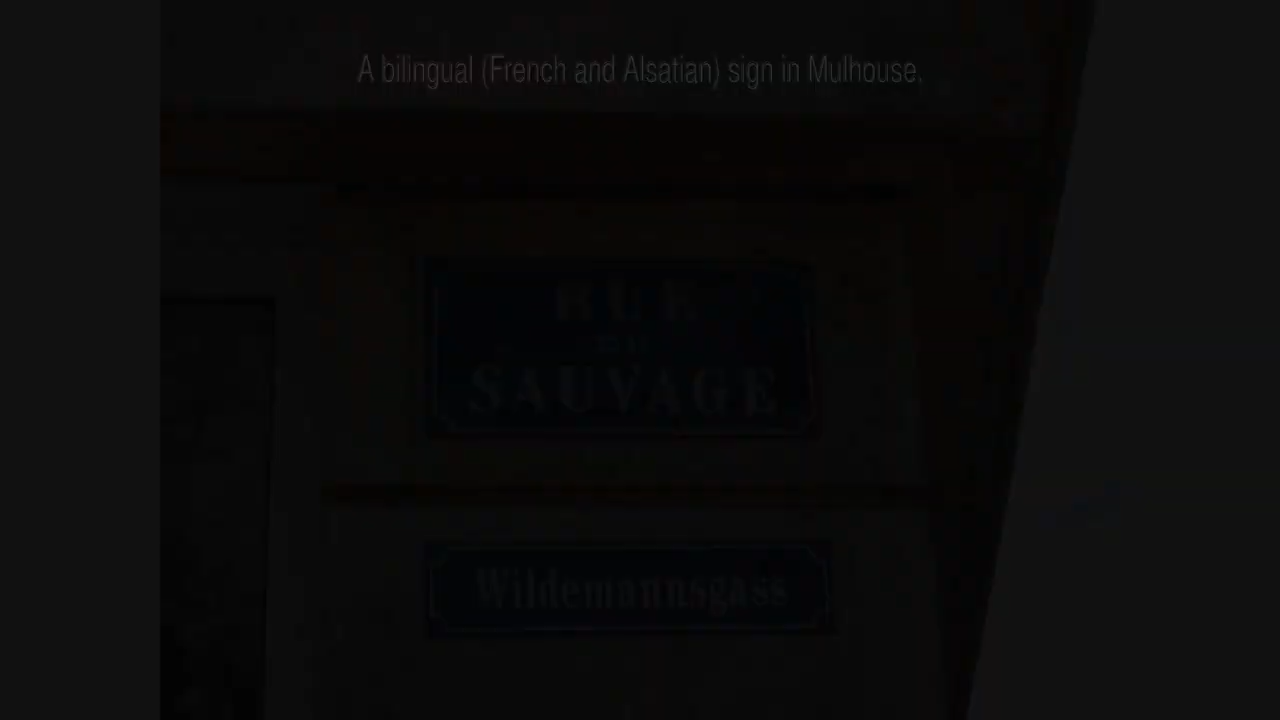 A bilingual (French and Alsatian) sign in Mulhouse.
RUE
SAUVAGE
Wildemannsgass